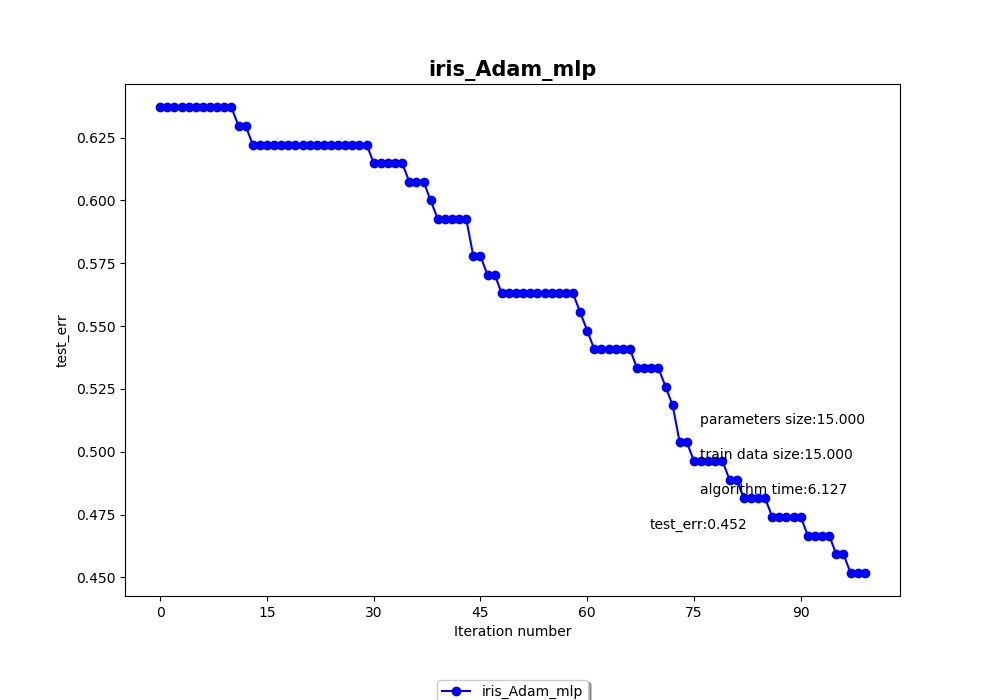 iris_Adam_mlp
0.625
0.600
0.575
0.550
0.525
0.500
0.475
0.450
test_err
parameters size:15.000
train data size:15.000
algorithm time:6.127
test_err:0.452
0 15 30 45 60 75 90
Iteration number
iris_Adam_mlp